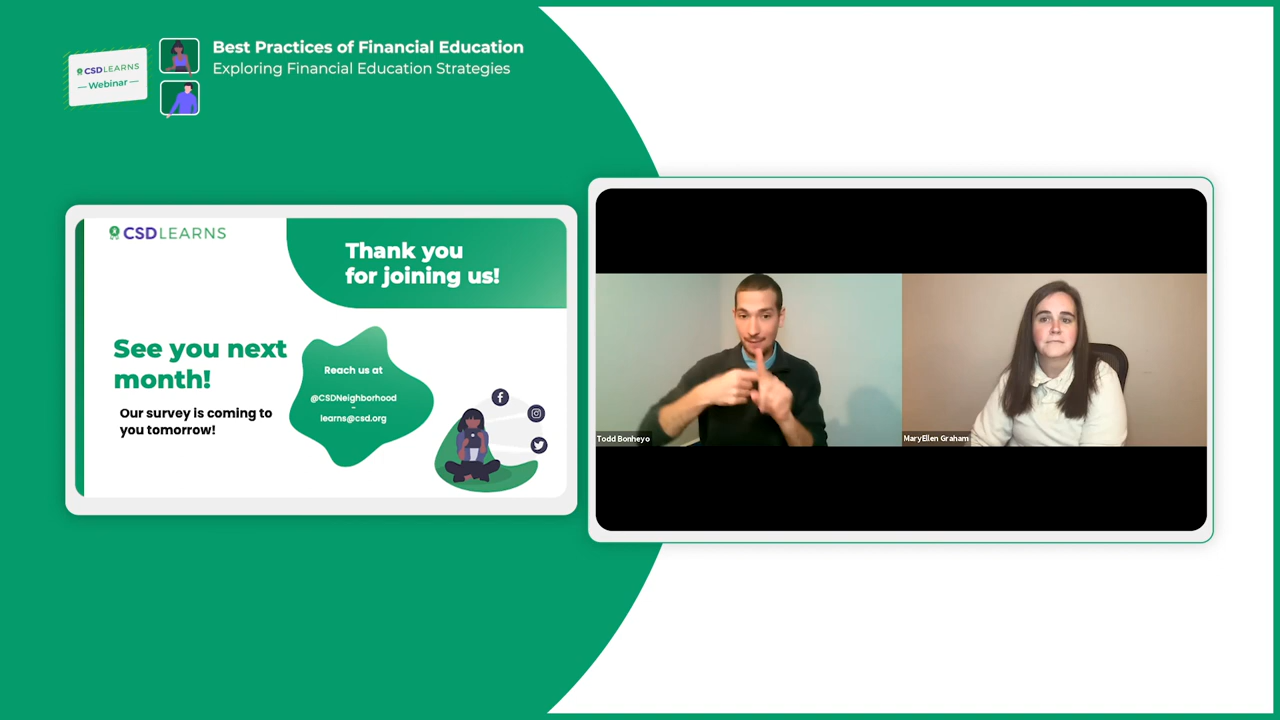 CSDLEARNS
— Webinar —
Best Practices of Financial Education
Exploring Financial Education Strategies
CSDLEARNS
Thank you
for joining us!
See you next
month!
Our survey is coming to
you tomorrow!
Reach us at
@CSDNeighborhood
–
learns@csd.org
Todd Bonheyo
MaryEllen Graham